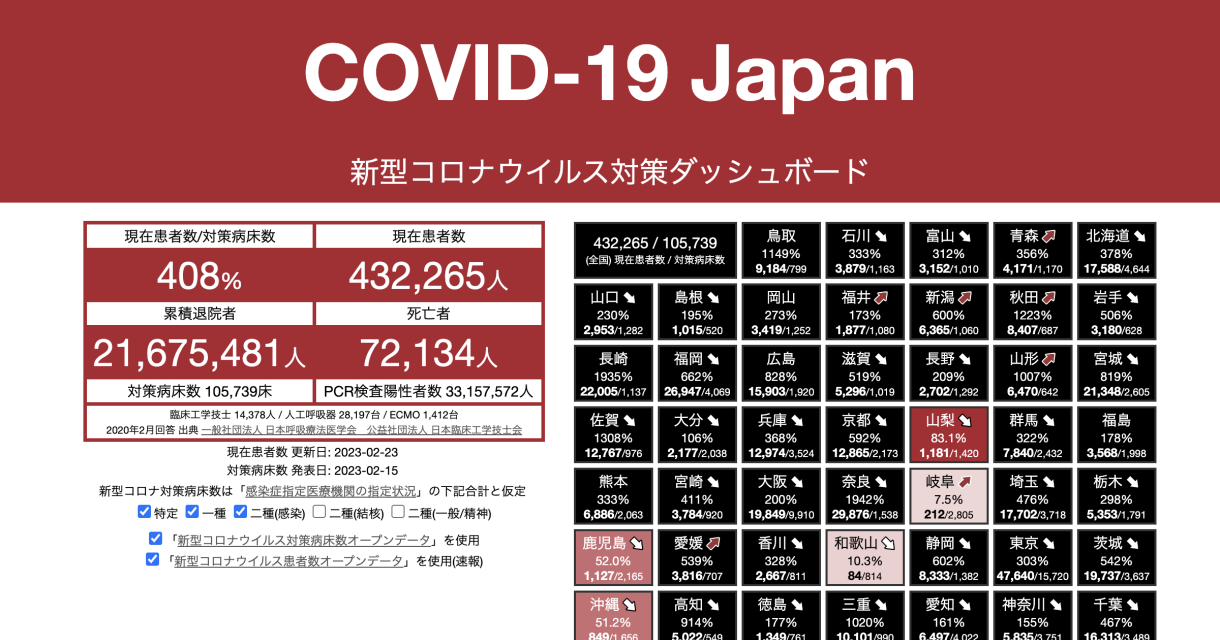 COVID-19 Japan
新型コロナウイルス対策ダッシュボード
現在患者数/対策病床数
現在患者数
408%
432,265人
累積退院者
死亡者
21,675,481人
72,134人
対策病床数 105,739床
PCR検査陽性者数 33,157,572人
臨床工学技士 14,378人 / 人工呼吸器 28,197台 / ECMO 1,412台
2020年2月回答 出典 一般社団法人 日本呼吸療法医学会　公益社団法人 日本臨床工学技士会
現在患者数 更新日: 2023-02-23
対策病床数 発表日: 2023-02-15
新型コロナ対策病床数は「感染症指定医療機関の指定状況」の下記合計と仮定
特定 一種 二種(感染) 二種(結核) 二種(一般/精神)
「新型コロナウイルス対策病床数オープンデータ」を使用
「新型コロナウイルス患者数オープンデータ」を使用(速報)
432,265 / 105,739
(全国) 現在患者数 / 対策病床数
鳥取
1149%
9,184/799
石川
333%
3,879/1,163
富山
312%
3,152/1,010
青森
356%
4,171/1,170
北海道
378%
17,588/4,644
山口
230%
2,953/1,282
島根
195%
1,015/520
岡山
273%
3,419/1,252
福井
173%
1,877/1,080
新潟
600%
6,365/1,060
秋田
1223%
8,407/687
岩手
506%
3,180/628
長崎
1935%
22,005/1,137
福岡
662%
26,947/4,069
広島
828%
15,903/1,920
滋賀
519%
5,296/1,019
長野
209%
2,702/1,292
山形
1007%
6,470/642
宮城
819%
21,348/2,605
佐賀
1308%
12,767/976
大分
106%
2,177/2,038
兵庫
368%
12,974/3,524
京都
592%
12,865/2,173
山梨
83.1%
1,181/1,420
群馬
322%
7,840/2,432
福島
178%
3,568/1,998
熊本
333%
6,886/2,063
宮崎
411%
3,784/920
大阪
200%
19,849/9,910
奈良
1942%
29,876/1,538
岐阜
7.5%
212/2,805
埼玉
476%
17,702/3,718
栃木
298%
5,353/1,791
鹿児島
52.0%
1,127/2,165
愛媛
539%
3,816/707
香川
328%
2,667/811
和歌山
10.3%
84/814
静岡
602%
8,333/1,382
東京
303%
47,640/15,720
茨城
542%
19,737/3,637
沖縄
51.2%
849/1,656
高知
914%
5,022/549
徳島
177%
1,349/761
三重
1020%
10,101/990
愛知
161%
6,497/4,022
神奈川
155%
5,835/3,751
千葉
467%
16,313/3,489